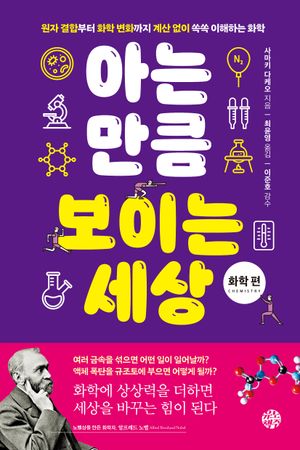 원자 결합부터 화학 변화까지 계산 없이 쏙쏙 이해하는 화학
아는
만큼
보이는
세상
화학 편
CHEMISTRY
사마키 다케오 지음 ― 최윤영 옮김 ― 이준호 감수
N₂
여러 금속을 섞으면 어떤 일이 일어날까?
액체 폭탄을 규조토에 부으면 어떻게 될까?
화학에 상상력을 더하면
세상을 바꾸는 힘이 된다
노벨상을 만든 화학자, 알프레드 노벨